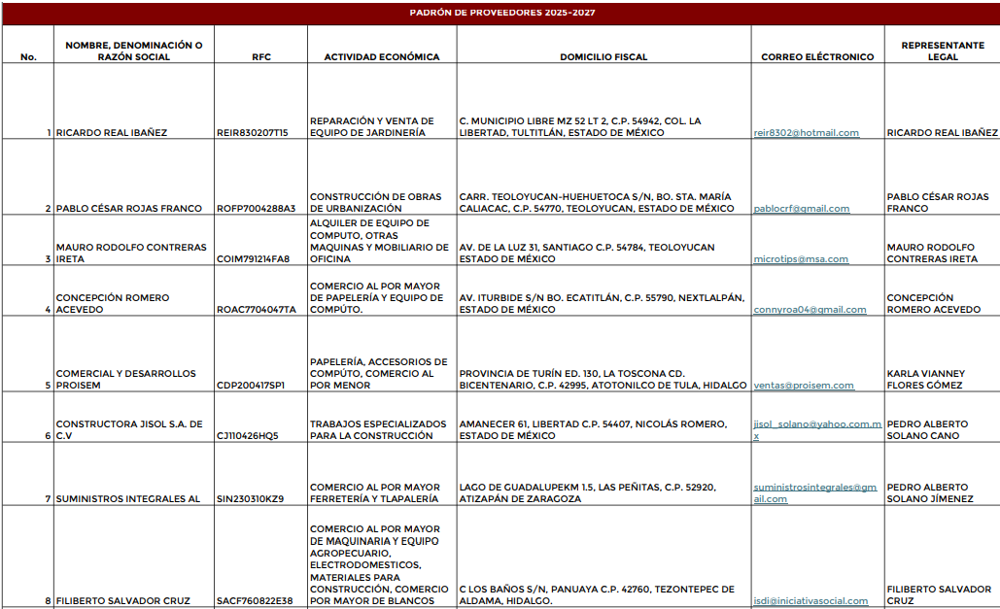 PADRÓN DE PROVEEDORES 2025-2027
No.
NOMBRE, DENOMINACIÓN O
RAZÓN SOCIAL
RFC
ACTIVIDAD ECONÓMICA
DOMICILIO FISCAL
CORREO ELÉCTRONICO
REPRESENTANTE
LEGAL
1
RICARDO REAL IBAÑEZ
REIR830207T15
REPARACIÓN Y VENTA DE
EQUIPO DE JARDINERÍA
C. MUNICIPIO LIBRE MZ 52 LT 2, C.P. 54942, COL. LA
LIBERTAD, TULTITLÁN, ESTADO DE MÉXICO
reir8302@hotmail.com
RICARDO REAL IBAÑEZ
2
PABLO CÉSAR ROJAS FRANCO
ROFP7004288A3
CONSTRUCCIÓN DE OBRAS
DE URBANIZACIÓN
CARR. TEOLOYUCAN-HUEHUETOCA S/N, BO. STA. MARÍA
CALIACAC, C.P. 54770, TEOLOYUCAN, ESTADO DE MÉXICO
pablocrf@gmail.com
PABLO CÉSAR ROJAS
FRANCO
3
MAURO RODOLFO CONTRERAS
IRETA
COIM791214FA8
ALQUILER DE EQUIPO DE
COMPUTO, OTRAS
MAQUINAS Y MOBILIARIO DE
OFICINA
AV. DE LA LUZ 31, SANTIAGO C.P. 54784, TEOLOYUCAN
ESTADO DE MÉXICO
microtips@msa.com
MAURO RODOLFO
CONTRERAS IRETA
4
CONCEPCIÓN ROMERO
ACEVEDO
ROAC7704047TA
COMERCIO AL POR MAYOR
DE PAPELERÍA Y EQUIPO DE
COMPÚTO.
AV. ITURBIDE S/N BO. ECATITLÁN, C.P. 55790, NEXTLALPÁN,
ESTADO DE MÉXICO
connyroa04@gmail.com
CONCEPCIÓN
ROMERO ACEVEDO
5
COMERCIAL Y DESARROLLOS
PROISEM
CDP200417SP1
PAPELERÍA, ACCESORIOS DE
COMPÚTO, COMERCIO AL
POR MENOR
PROVINCIA DE TURÍN ED. 130, LA TOSCONA CD.
BICENTENARIO, C.P. 42995, ATOTONILCO DE TULA, HIDALGO
ventas@proisem.com
KARLA VIANNEY
FLORES GÓMEZ
6
CONSTRUCTORA JISOL S.A. DE
C.V
CJ110426HQ5
TRABAJOS ESPECIALIZADOS
PARA LA CONSTRUCCIÓN
AMANECER 61, LIBERTAD C.P. 54407, NICOLÁS ROMERO,
ESTADO DE MÉXICO
jisol_solano@yahoo.com.m
x
PEDRO ALBERTO
SOLANO CANO
7
SUMINISTROS INTEGRALES AL
SIN230310KZ9
COMERCIO AL POR MAYOR
FERRETERÍA Y TLAPALERÍA
LAGO DE GUADALUPEKM 1.5, LAS PEÑITAS, C.P. 52920,
ATIZAPÁN DE ZARAGOZA
suministrosintegrales@gm
ail.com
PEDRO ALBERTO
SOLANO JÍMENEZ
8
FILIBERTO SALVADOR CRUZ
SACF760822E38
COMERCIO AL POR MAYOR
DE MAQUINARIA Y EQUIPO
AGROPECUARIO,
ELECTRODOMESTICOS,
MATERIALES PARA
CONSTRUCCIÓN, COMERCIO
POR MAYOR DE BLANCOS
C LOS BAÑOS S/N, PANUAYA C.P. 42760, TEZONTEPEC DE
ALDAMA, HIDALGO.
isdi@iniciativasocial.com
FILIBERTO SALVADOR
CRUZ